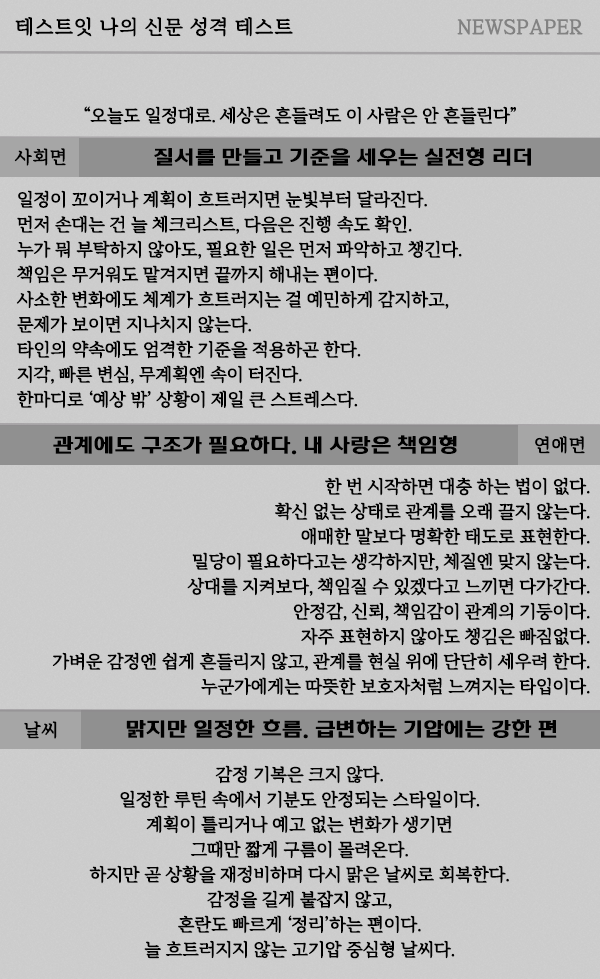 테스트잇 나의 신문 성격 테스트
NEWSPAPER
“오늘도 일정대로. 세상은 흔들려도 이 사람은 안 흔들린다”
사회면
질서를 만들고 기준을 세우는 실전형 리더
일정이 꼬이거나 계획이 흐트러지면 눈빛부터 달라진다.
먼저 손대는 건 늘 체크리스트, 다음은 진행 속도 확인.
누가 뭐 부탁하지 않아도, 필요한 일은 먼저 파악하고 챙긴다.
책임은 무거워도 맡겨지면 끝까지 해내는 편이다.
사소한 변화에도 체계가 흐트러지는 걸 예민하게 감지하고,
문제가 보이면 지나치지 않는다.
타인의 약속에도 엄격한 기준을 적용하곤 한다.
지각, 빠른 변심, 무계획엔 속이 터진다.
한마디로 ‘예상 밖’ 상황이 제일 큰 스트레스다.
관계에도 구조가 필요하다. 내 사랑은 책임형
연애면
한 번 시작하면 대충 하는 법이 없다.
확신 없는 상태로 관계를 오래 끌지 않는다.
애매한 말보다 명확한 태도로 표현한다.
밀당이 필요하다고는 생각하지만, 체질엔 맞지 않는다.
상대를 지켜보다, 책임질 수 있겠다고 느끼면 다가간다.
안정감, 신뢰, 책임감이 관계의 기둥이다.
자주 표현하지 않아도 챙김은 빠짐없다.
가벼운 감정엔 쉽게 흔들리지 않고, 관계를 현실 위에 단단히 세우려 한다.
누군가에게는 따뜻한 보호자처럼 느껴지는 타입이다.
날씨
맑지만 일정한 흐름. 급변하는 기압에는 강한 편
감정 기복은 크지 않다.
일정한 루틴 속에서 기분도 안정되는 스타일이다.
계획이 틀리거나 예고 없는 변화가 생기면
그때만 짧게 구름이 몰려온다.
하지만 곧 상황을 재정비하며 다시 맑은 날씨로 회복한다.
감정을 길게 붙잡지 않고,
혼란도 빠르게 ‘정리’하는 편이다.
늘 흐트러지지 않는 고기압 중심형 날씨다.